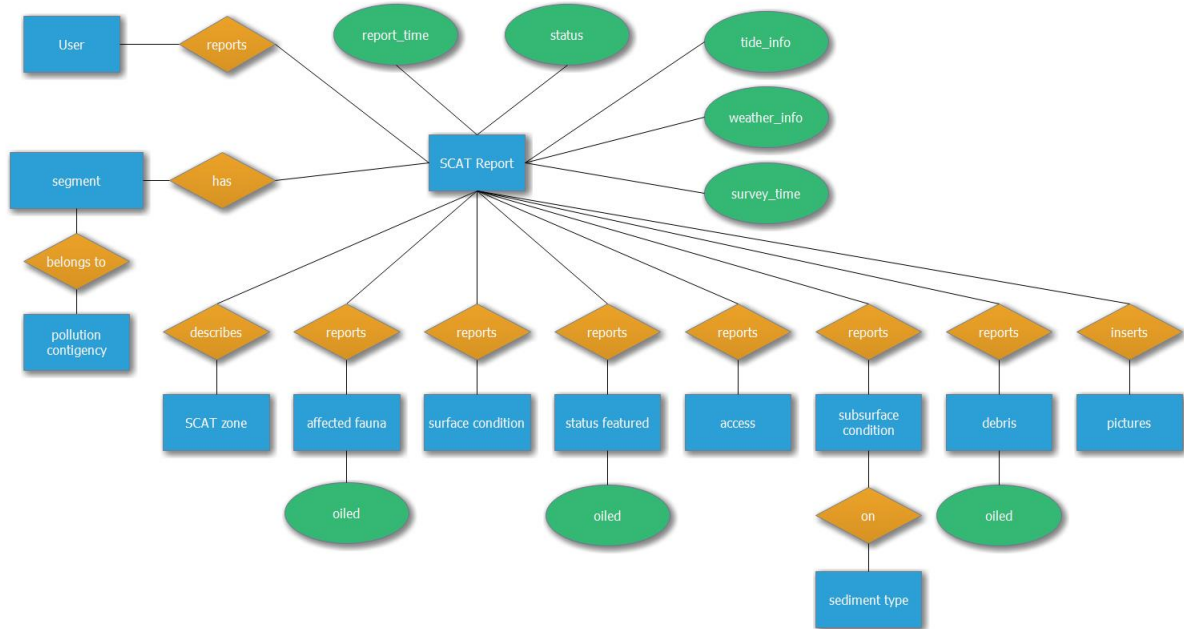 User
reports
report_time
status
tide_info
weather_info
SCAT Report
segment
has
survey_time
belongs to
pollution
contigency
describes
reports
reports
reports
reports
reports
reports
inserts
SCAT zone
affected fauna
surface condition
status featured
access
subsurface
condition
debris
pictures
oiled
oiled
on
oiled
sediment type